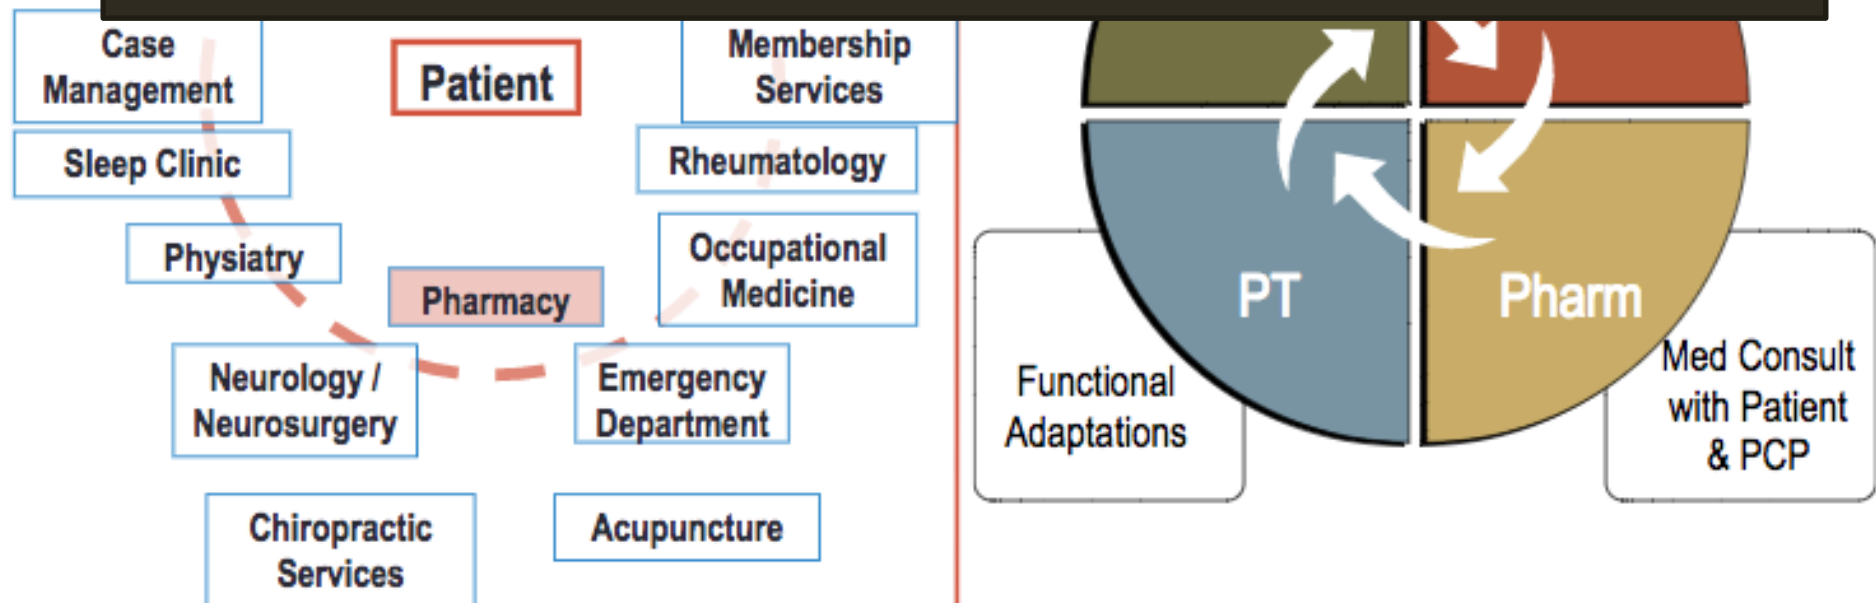 Case
Management
Patient
Membership
Services
Sleep Clinic
Rheumatology
Physiatry
Occupational
Medicine
Pharmacy
Neurology /
Neurosurgery
Emergency
Department
Chiropractic
Services
Acupuncture
PT
Pharm
Functional
Adaptations
Med Consult
with Patient
& PCP